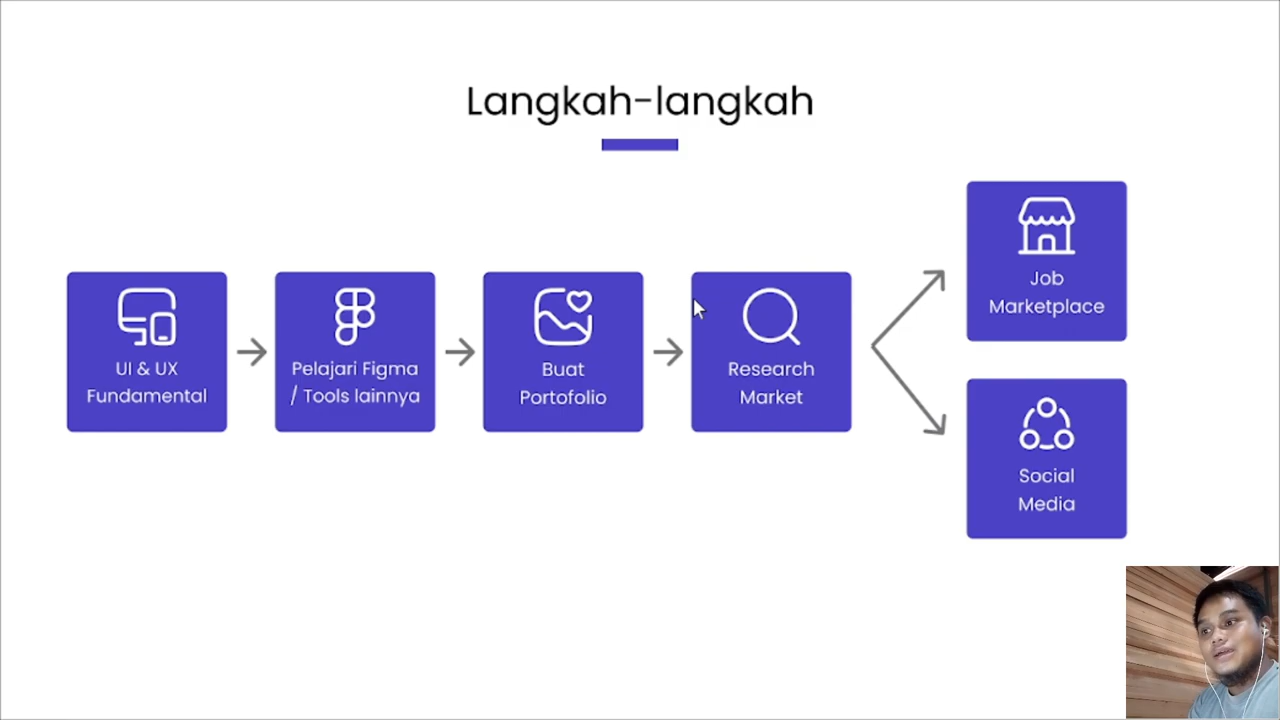 Langkah-langkah
UI & UX
Fundamental
Pelajari Figma
/ Tools lainnya
Buat
Portofolio
Research
Market
Job
Marketplace
Social
Media